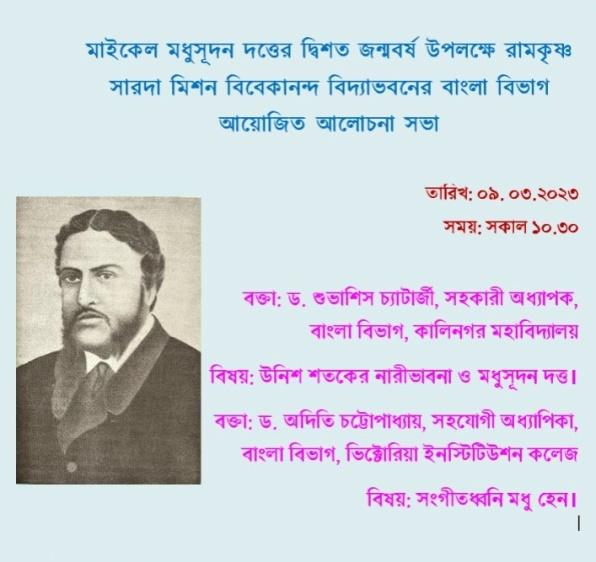 মাইকেল মধুসূদন দত্তের দ্বিশত জন্মবর্ষ উপলক্ষে রামকৃষ্ণ
সারদা মিশন বিবেকানন্দ বিদ্যাভবনের বাংলা বিভাগ
আয়োজিত আলোচনা সভা
তারিখ: ০৯. ০৩.২০২৩
সময়: সকাল ১০.৩০
বক্তা: ড. শুভাশিস চ্যাটার্জী, সহকারী অধ্যাপক,
বাংলা বিভাগ, কালিনগর মহাবিদ্যালয়
বিষয়: উনিশ শতকের নারীভাবনা ও মধুসূদন দত্ত।
বক্তা: ড. অদিতি চট্টোপাধ্যায়, সহযোগী অধ্যাপিকা,
বাংলা বিভাগ, ভিক্টোরিয়া ইনস্টিটিউশন কলেজ
বিষয়: সংগীতধ্বনি মধু হেন।